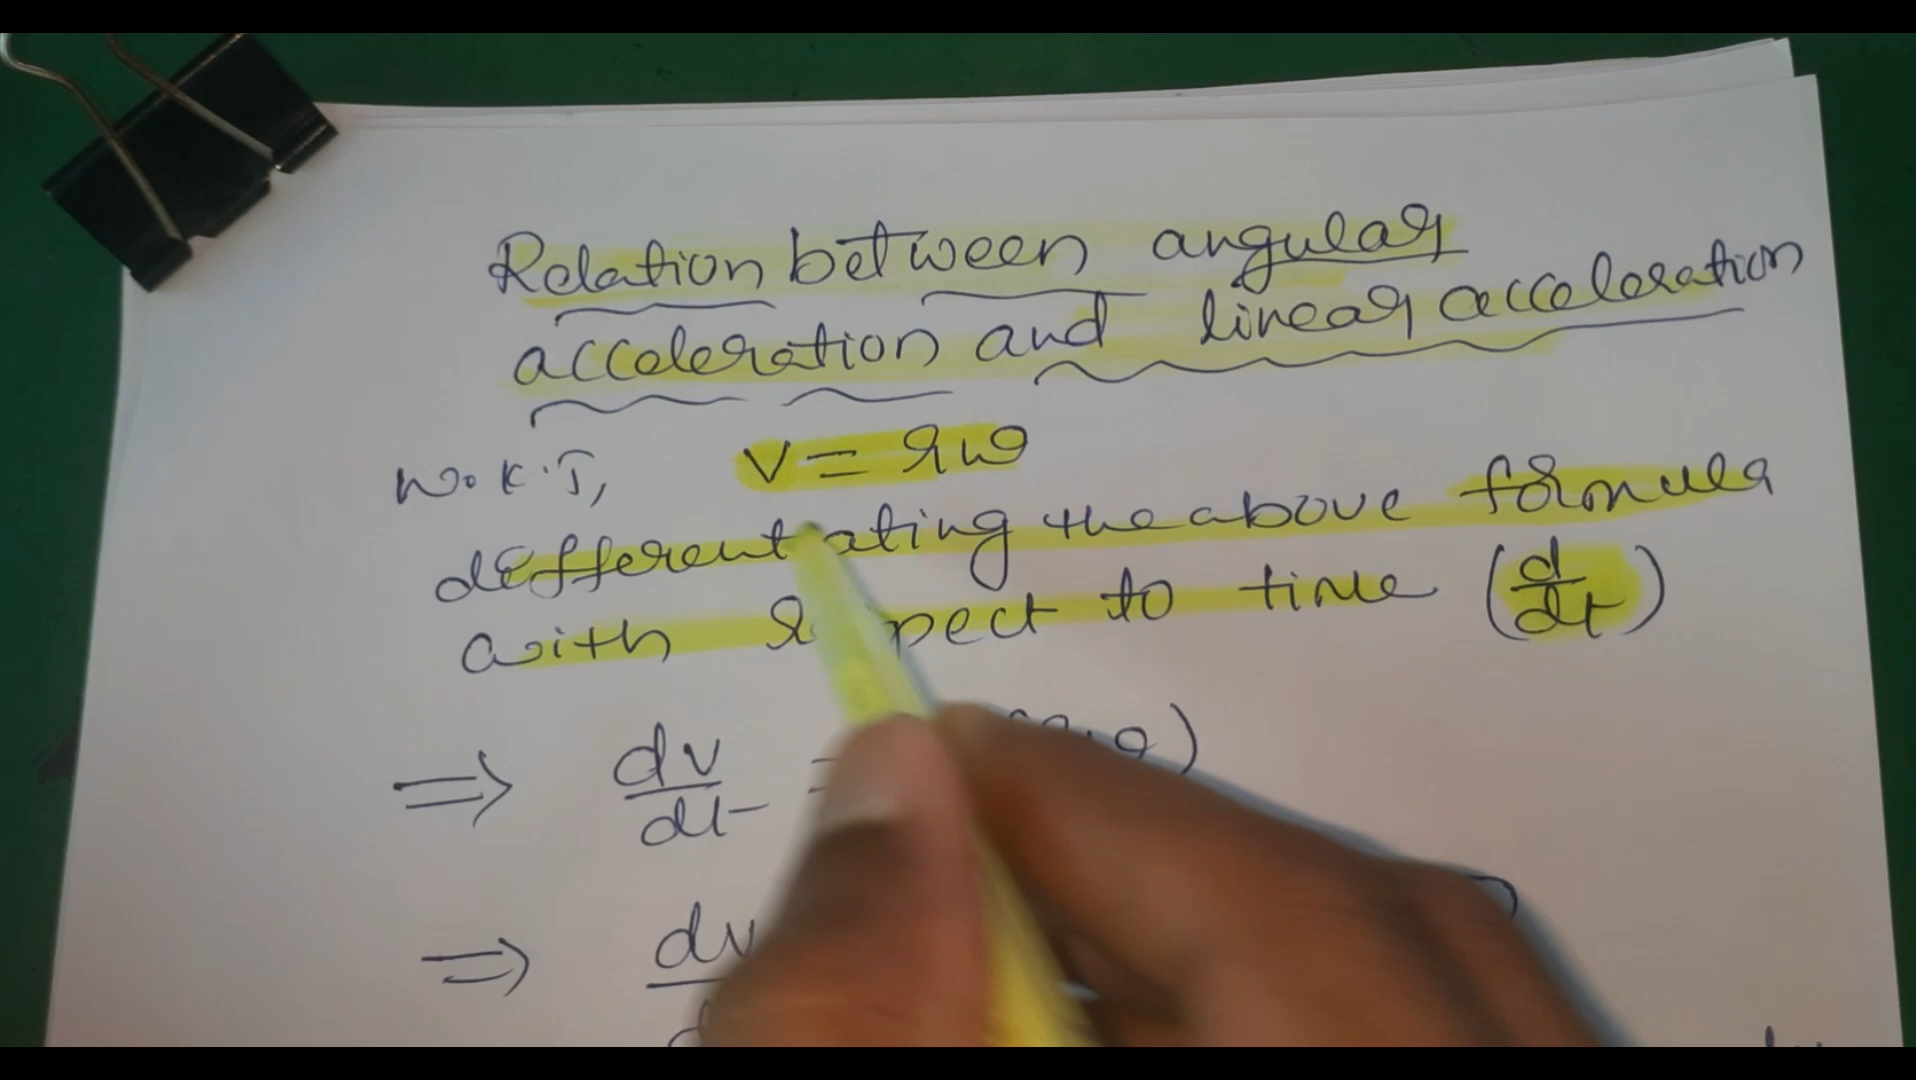 Relation between angular
acceleration and linear acceleration
W.K.T, V = rω
differentiating the above formula
with respect to time (d/dt)
⇒ dv/dt =
⇒ dv